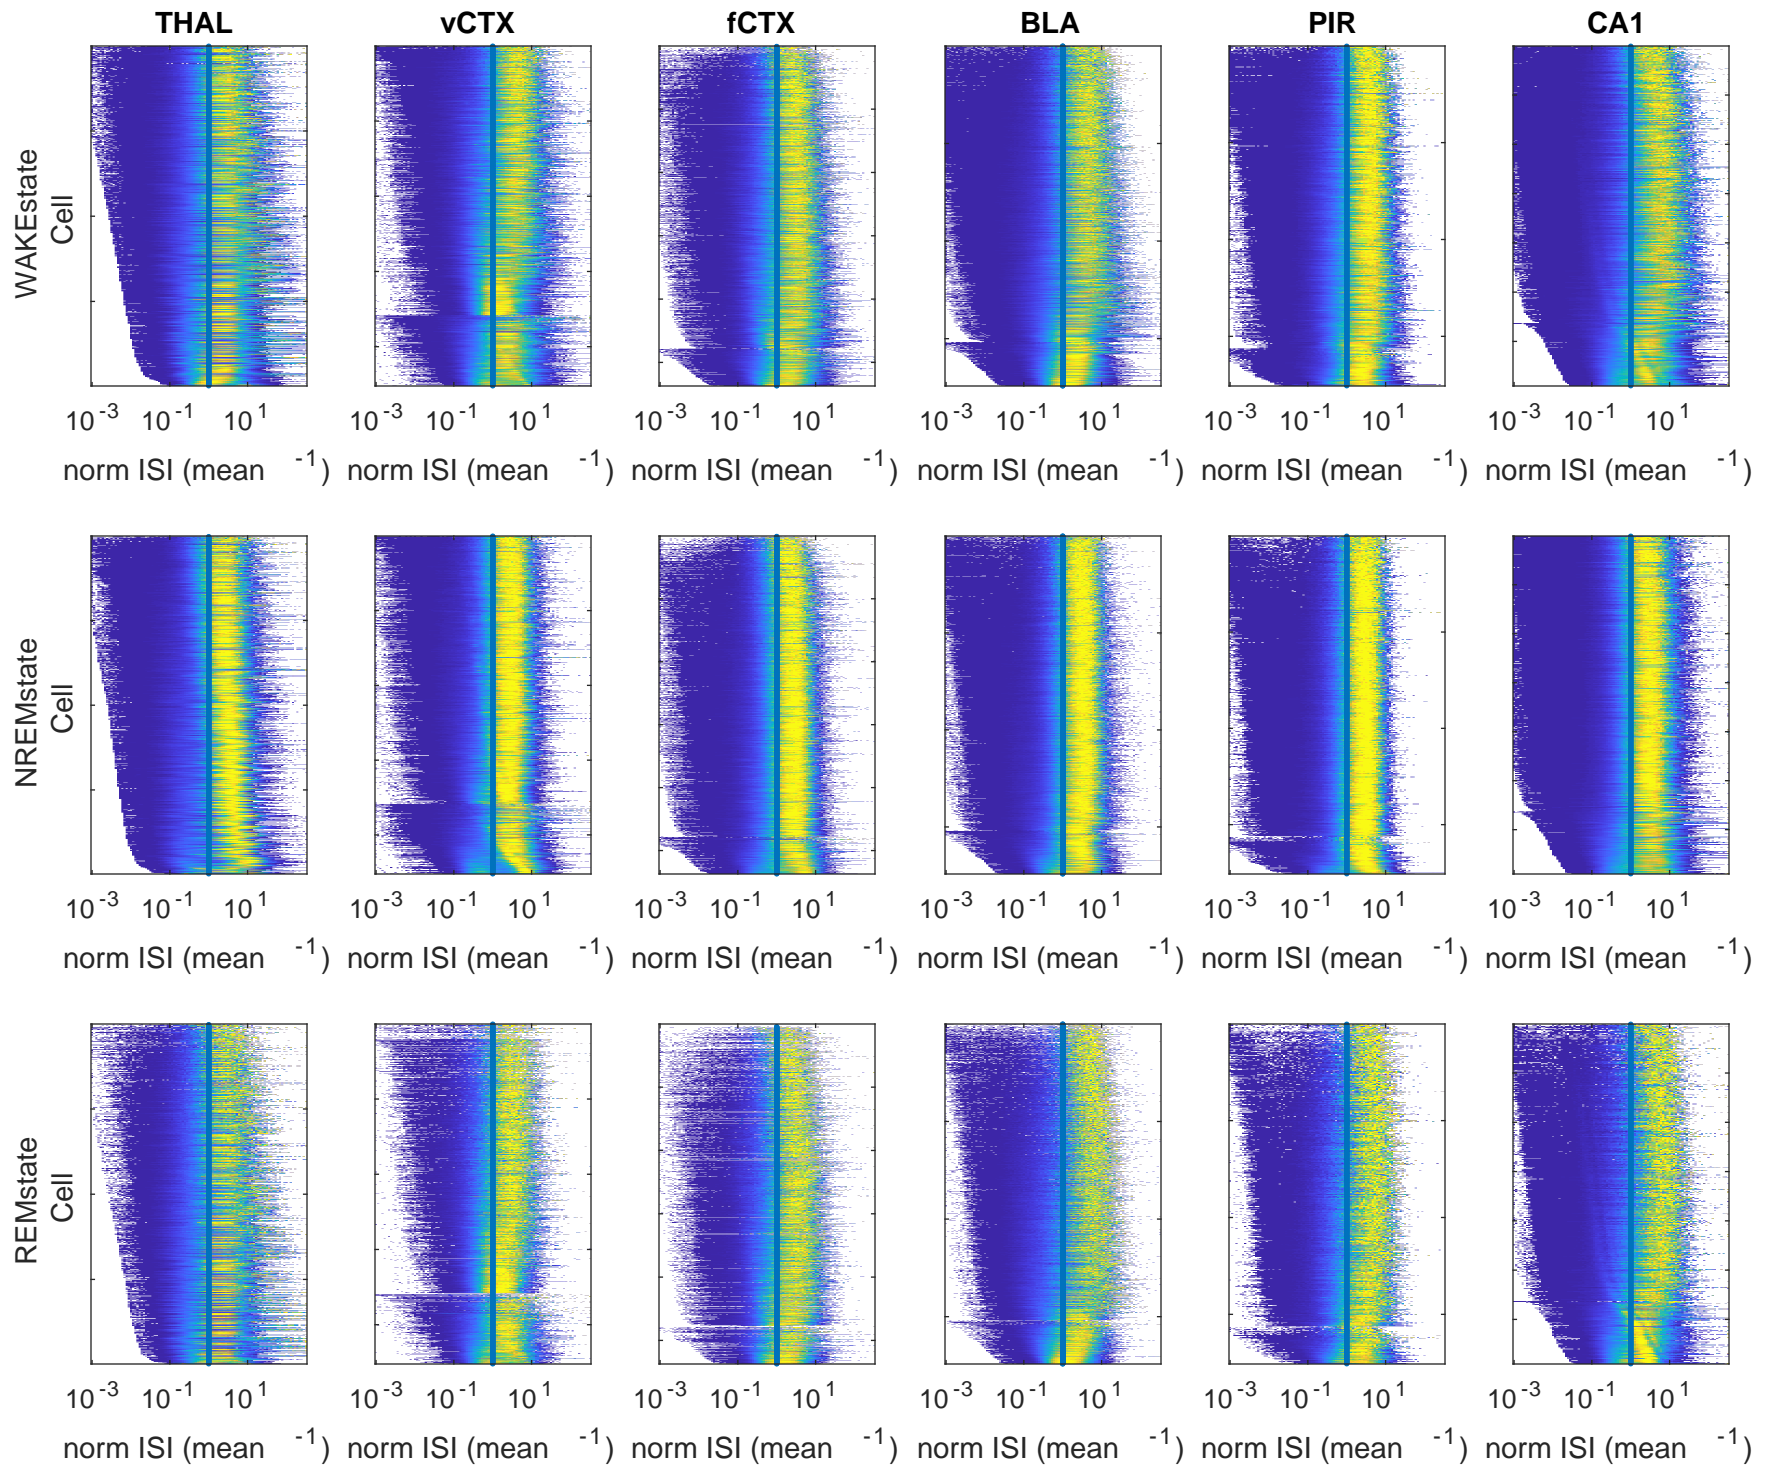 THAL vCTX fCTX BLA PIR CA1
WAKEstate
Cell
10^-3 10^-1 10^1 10^-3 10^-1 10^1 10^-3 10^-1 10^1 10^-3 10^-1 10^1 10^-3 10^-1 10^1 10^-3 10^-1 10^1
norm ISI (mean ^-1) norm ISI (mean ^-1) norm ISI (mean ^-1) norm ISI (mean ^-1) norm ISI (mean ^-1) norm ISI (mean ^-1)
NREMstate
Cell
10^-3 10^-1 10^1 10^-3 10^-1 10^1 10^-3 10^-1 10^1 10^-3 10^-1 10^1 10^-3 10^-1 10^1 10^-3 10^-1 10^1
norm ISI (mean ^-1) norm ISI (mean ^-1) norm ISI (mean ^-1) norm ISI (mean ^-1) norm ISI (mean ^-1) norm ISI (mean ^-1)
REMstate
Cell
10^-3 10^-1 10^1 10^-3 10^-1 10^1 10^-3 10^-1 10^1 10^-3 10^-1 10^1 10^-3 10^-1 10^1 10^-3 10^-1 10^1
norm ISI (mean ^-1) norm ISI (mean ^-1) norm ISI (mean ^-1) norm ISI (mean ^-1) norm ISI (mean ^-1) norm ISI (mean ^-1)